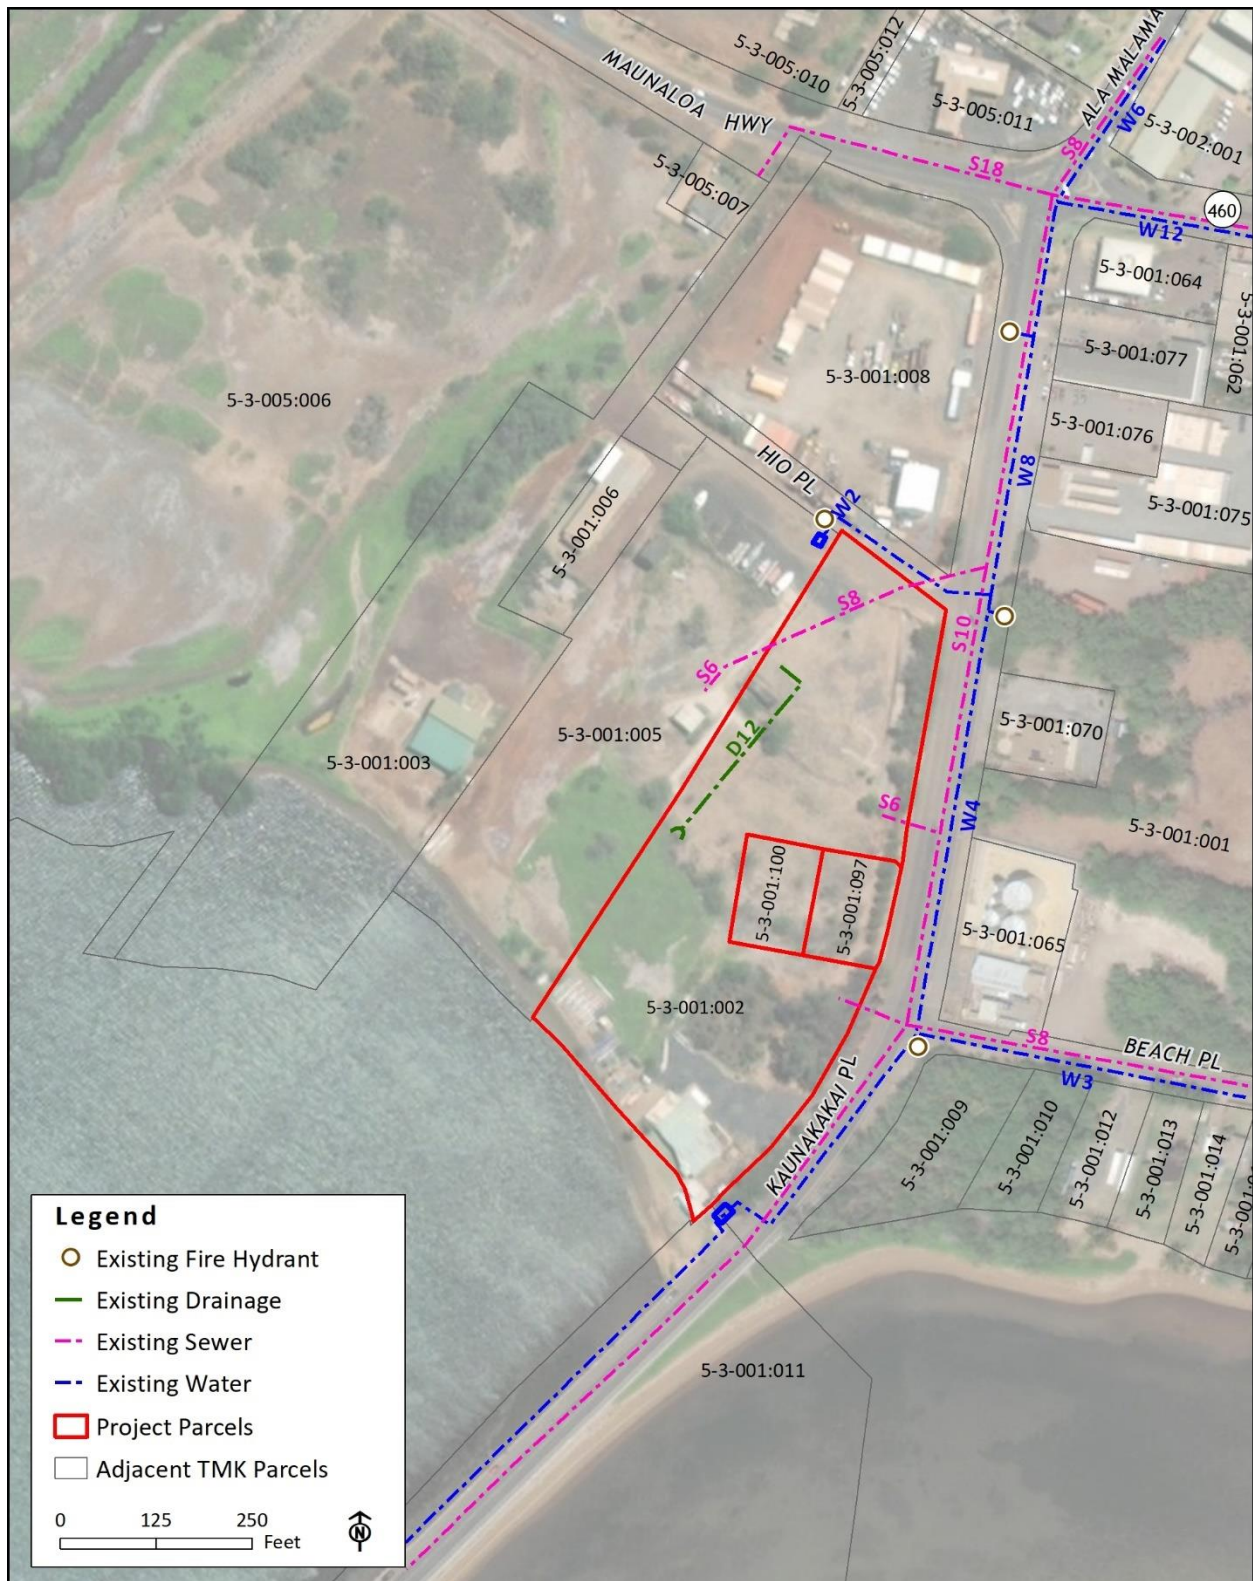 5-3-005:010
5-3-005:012
ALA MALAMA
MAUNALOA HWY
5-3-005:011
W6
5-3-002:001
S8
S18
5-3-005:007
460
W12
5-3-001:064
5-3-001:062
5-3-001:077
5-3-001:008
5-3-005:006
5-3-001:076
HIO PL
W8
W2
5-3-001:075
5-3-001:006
S8
S10
S6
5-3-001:070
5-3-001:005
D12
5-3-001:003
S6
W4
5-3-001:001
5-3-001:100
5-3-001:097
5-3-001:065
5-3-001:002
S8
BEACH PL
W3
KAUNAKAKAI PL
5-3-001:009
5-3-001:010
5-3-001:012
5-3-001:013
5-3-001:014
5-3-001:011
Legend
Existing Fire Hydrant
Existing Drainage
Existing Sewer
Existing Water
Project Parcels
Adjacent TMK Parcels
0 125 250
Feet
N